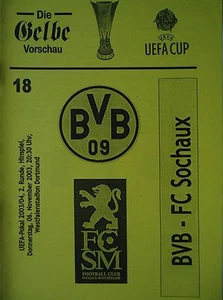 Die
Gelbe
Vorschau
UEFA CUP
18
BVB
09
UEFA-Pokal 2003/04, 2. Runde, Hinspiel,
Donnerstag, 06. November 2003, 20:30 Uhr,
Westfalenstadion Dortmund
BVB - FC Sochaux
FC
SM
FOOTBALL CLUB